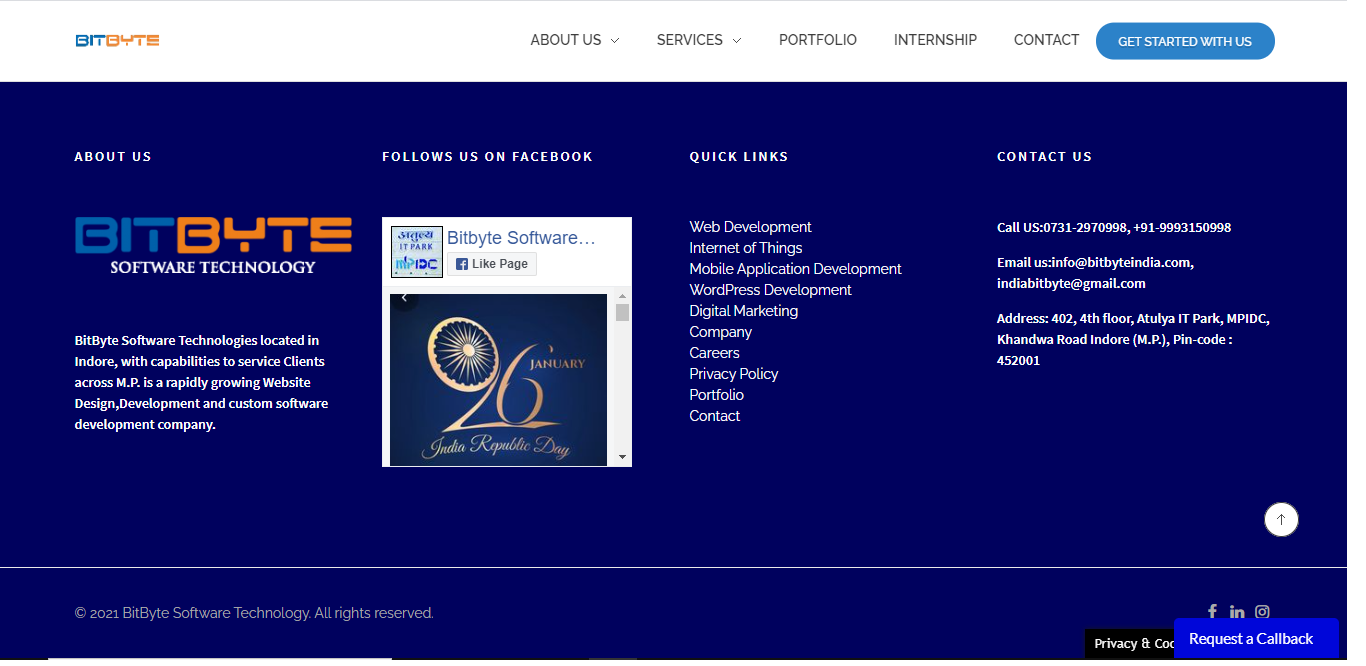 BITBYTE
ABOUT US
SERVICES
PORTFOLIO
INTERNSHIP
CONTACT
GET STARTED WITH US
ABOUT US
BITBYTE
SOFTWARE TECHNOLOGY
BitByte Software Technologies located in
Indore, with capabilities to service Clients
across M.P. is a rapidly growing Website
Design,Development and custom software
development company.
FOLLOWS US ON FACEBOOK
अतुल्य
IT PARK
MPIDC
Bitbyte Software…
Like Page
26
JANUARY
India Republic Day
QUICK LINKS
Web Development
Internet of Things
Mobile Application Development
WordPress Development
Digital Marketing
Company
Careers
Privacy Policy
Portfolio
Contact
CONTACT US
Call US:0731-2970998, +91-9993150998
Email us:info@bitbyteindia.com,
indiabitbyte@gmail.com
Address: 402, 4th floor, Atulya IT Park, MPIDC,
Khandwa Road Indore (M.P.), Pin-code :
452001
© 2021 BitByte Software Technology. All rights reserved.
Privacy &
Request a Callback